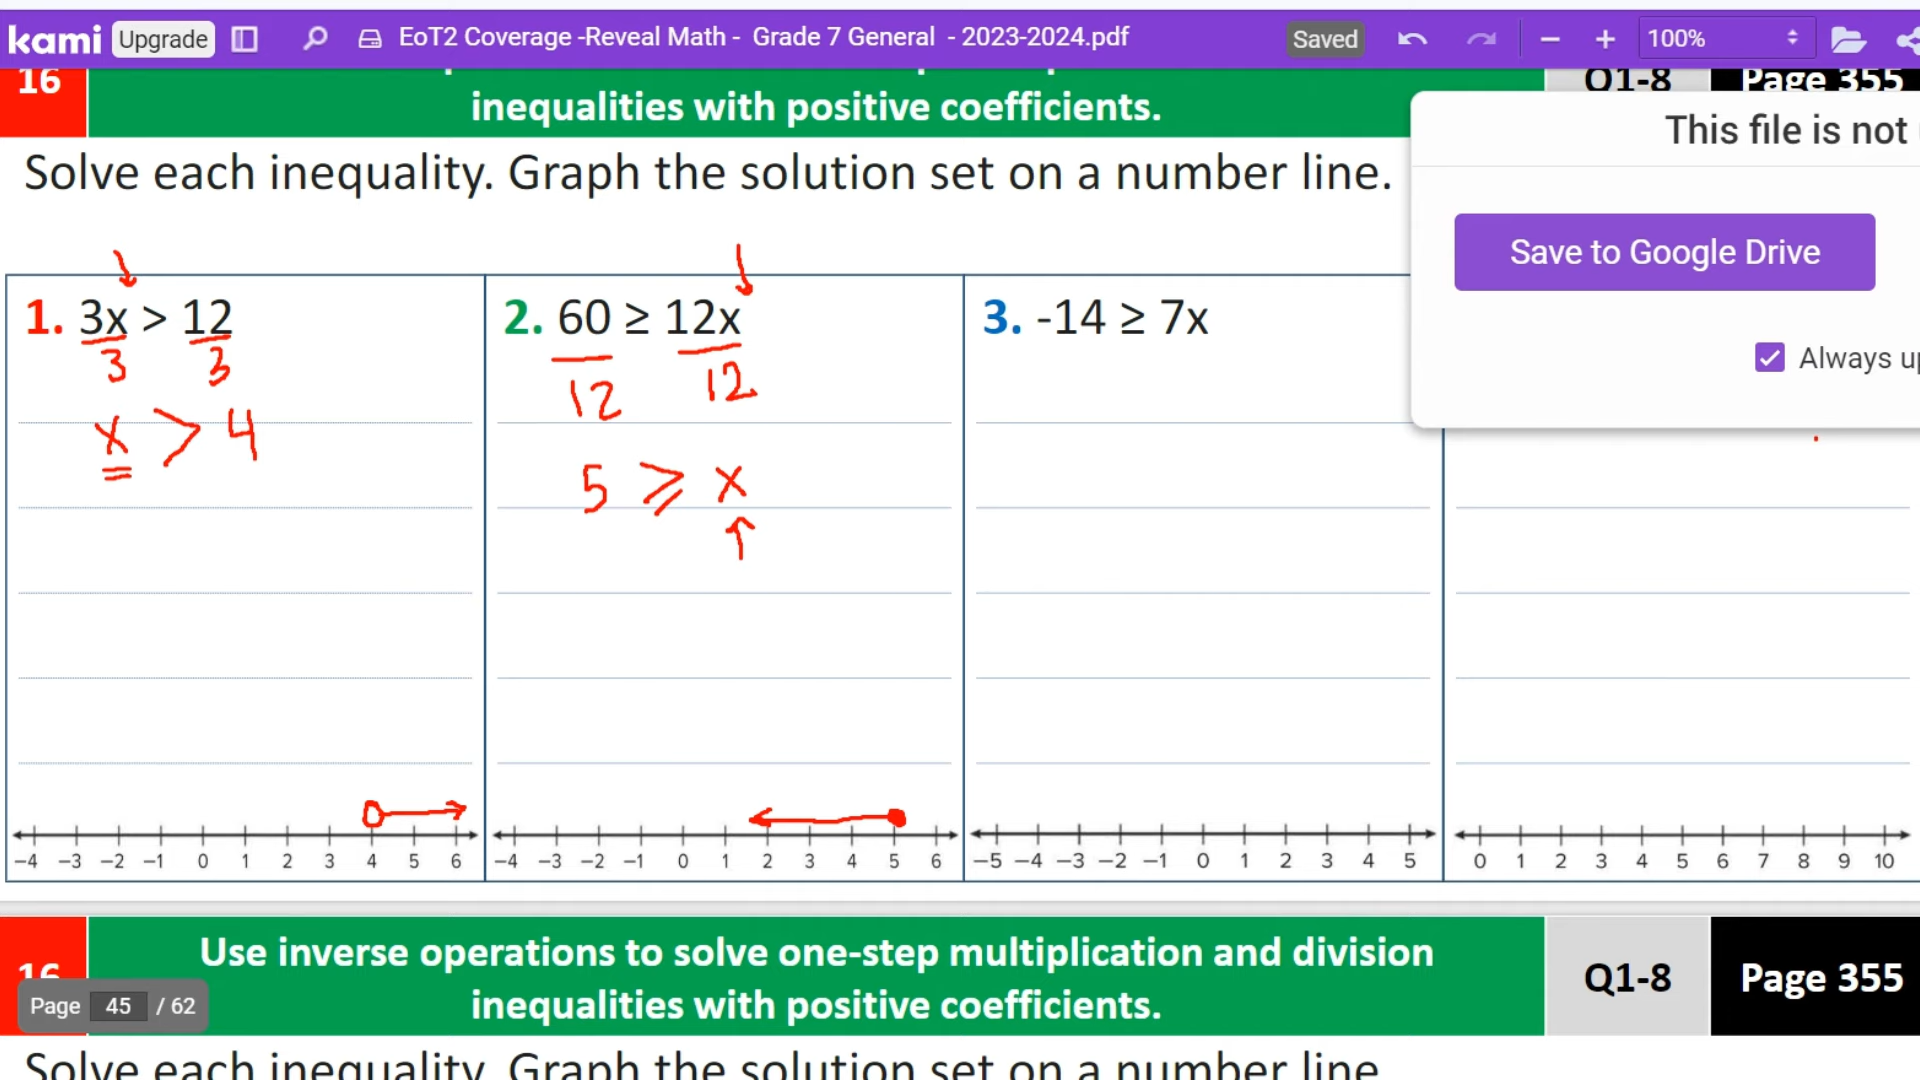 kami Upgrade EoT2 Coverage -Reveal Math - Grade 7 General - 2023-2024.pdf Saved 100%
16 inequalities with positive coefficients. Q1-8 Page 355
This file is not
Solve each inequality. Graph the solution set on a number line.
Save to Google Drive
Always up
1. 3x > 12
3 3
x > 4
-4 -3 -2 -1 0 1 2 3 4 5 6
2. 60 ≥ 12x
12 12
5 ≥ x
-4 -3 -2 -1 0 1 2 3 4 5 6
3. -14 ≥ 7x
-5 -4 -3 -2 -1 0 1 2 3 4 5
0 1 2 3 4 5 6 7 8 9 10
16 Use inverse operations to solve one-step multiplication and division
inequalities with positive coefficients.
Q1-8 Page 355
Page 45 / 62
Solve each inequality. Graph the solution set on a number line